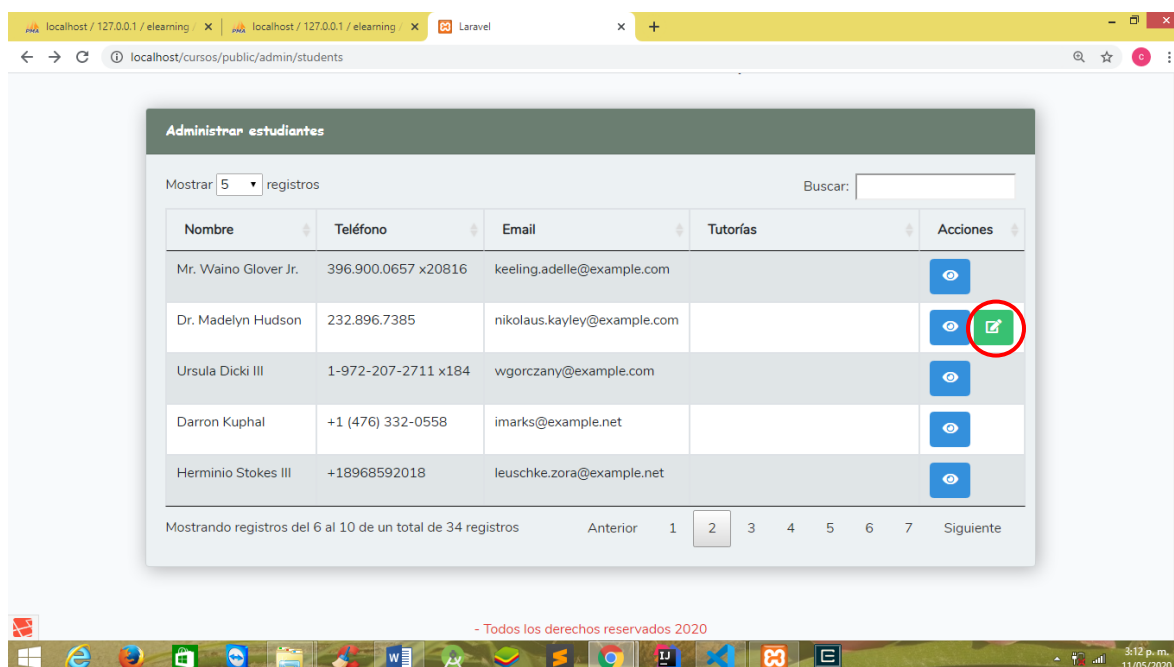 localhost / 127.0.0.1 / elearning /
localhost / 127.0.0.1 / elearning /
Laravel
localhost/cursos/public/admin/students
Administrar estudiantes
Mostrar 5 registros
Buscar:
Nombre Teléfono Email Tutorías Acciones
Mr. Waino Glover Jr. 396.900.0657 x20816 keeling.adelle@example.com
Dr. Madelyn Hudson 232.896.7385 nikolaus.kayley@example.com
Ursula Dicki III 1-972-207-2711 x184 wgorczany@example.com
Darron Kuphal +1 (476) 332-0558 imarks@example.net
Herminio Stokes III +18968592018 leuschke.zora@example.net
Mostrando registros del 6 al 10 de un total de 34 registros
Anterior 1 2 3 4 5 6 7 Siguiente
- Todos los derechos reservados 2020
3:12 p. m.
11/05/2020